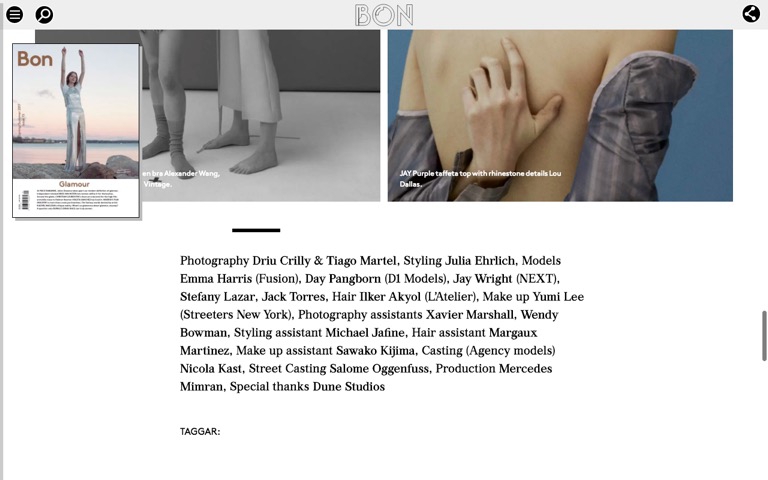 BON
Bon
Glamour
en bra Alexander Wang,
Vintage.
JAY Purple taffeta top with rhinestone details Lou
Dallas.
Photography Driu Crilly & Tiago Martel, Styling Julia Ehrlich, Models
Emma Harris (Fusion), Day Pangborn (D1 Models), Jay Wright (NEXT),
Stefany Lazar, Jack Torres, Hair Ilker Akyol (L'Atelier), Make up Yumi Lee
(Streeters New York), Photography assistants Xavier Marshall, Wendy
Bowman, Styling assistant Michael Jafine, Hair assistant Margaux
Martinez, Make up assistant Sawako Kijima, Casting (Agency models)
Nicola Kast, Street Casting Salome Oggenfuss, Production Mercedes
Mimran, Special thanks Dune Studios
TAGGAR: